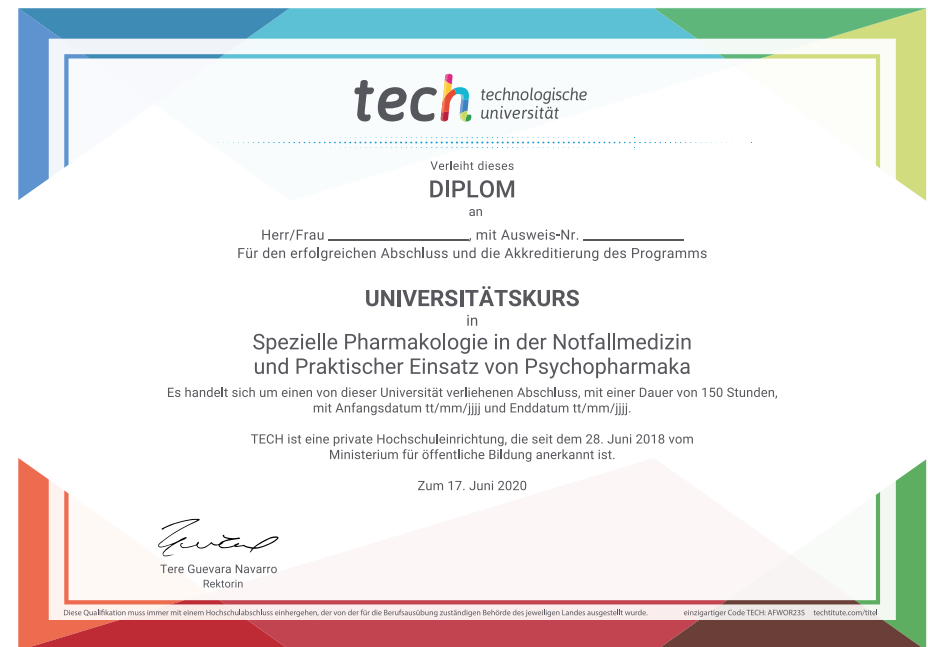 tech technologische
universität
Verleiht dieses
DIPLOM
an
Herr/Frau ____________________, mit Ausweis-Nr. ______________
Für den erfolgreichen Abschluss und die Akkreditierung des Programms
UNIVERSITÄTSKURS
in
Spezielle Pharmakologie in der Notfallmedizin
und Praktischer Einsatz von Psychopharmaka
Es handelt sich um einen von dieser Universität verliehenen Abschluss, mit einer Dauer von 150 Stunden,
mit Anfangsdatum tt/mm/jjjj und Enddatum tt/mm/jjjj.
TECH ist eine private Hochschuleinrichtung, die seit dem 28. Juni 2018 vom
Ministerium für öffentliche Bildung anerkannt ist.
Zum 17. Juni 2020
Tere Guevara Navarro
Rektorin
Diese Qualifikation muss immer mit einem Hochschulabschluss einhergehen, der von der für die Berufsausübung zuständigen Behörde des jeweiligen Landes ausgestellt wurde. einzigartiger Code TECH: AFWOR23S techtitute.com/titel